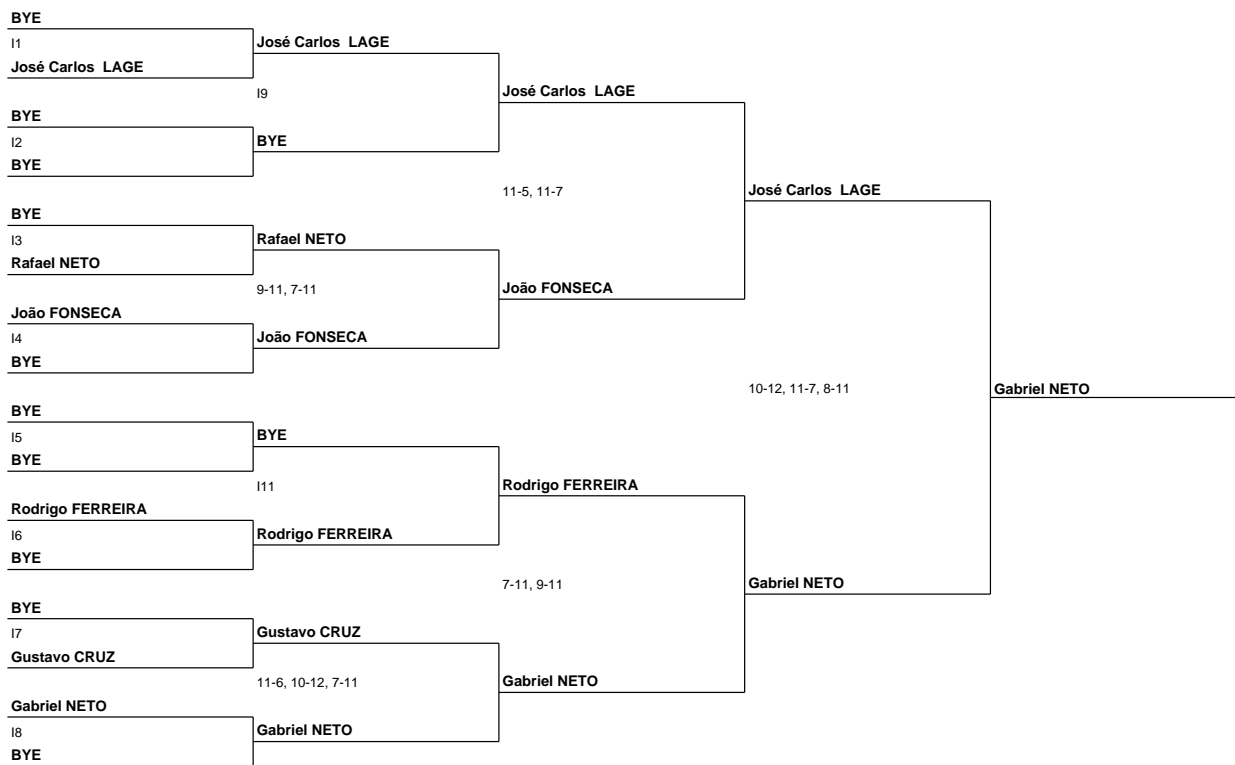 BYE
I1
José Carlos LAGE
José Carlos LAGE
I9
José Carlos LAGE
BYE
I2
BYE
BYE
11-5, 11-7
José Carlos LAGE
BYE
I3
Rafael NETO
Rafael NETO
9-11, 7-11
João FONSECA
João FONSECA
I4
João FONSECA
BYE
10-12, 11-7, 8-11
Gabriel NETO
BYE
I5
BYE
BYE
I11
Rodrigo FERREIRA
Rodrigo FERREIRA
I6
Rodrigo FERREIRA
BYE
7-11, 9-11
Gabriel NETO
BYE
I7
Gustavo CRUZ
Gustavo CRUZ
11-6, 10-12, 7-11
Gabriel NETO
Gabriel NETO
I8
Gabriel NETO
BYE